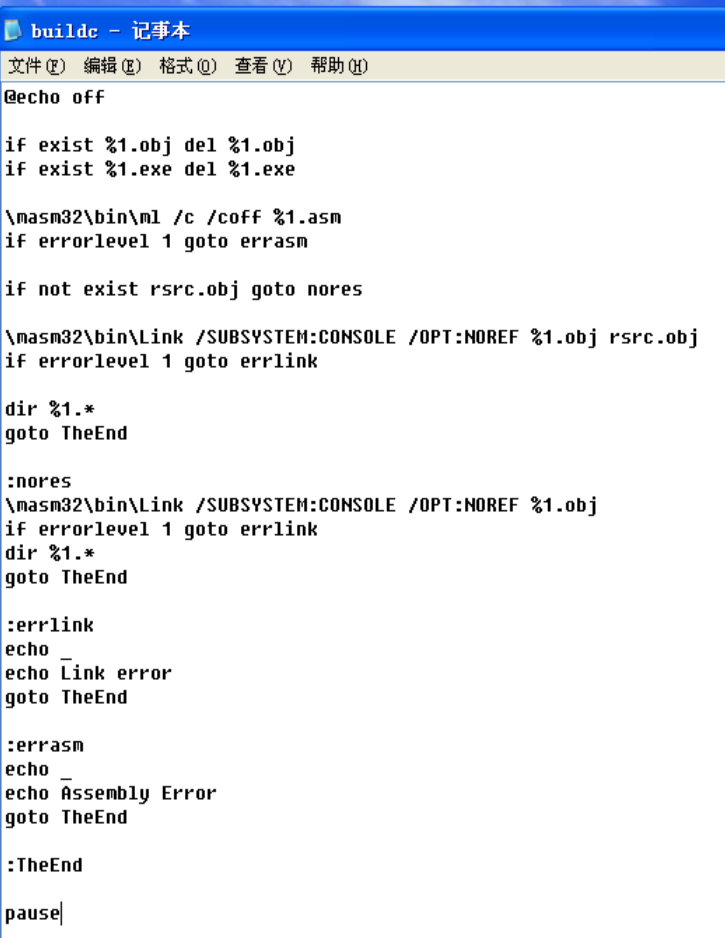 buildc - 记事本
文件(F) 编辑(E) 格式(O) 查看(V) 帮助(H)
@echo off
if exist %1.obj del %1.obj
if exist %1.exe del %1.exe
\masm32\bin\ml /c /coff %1.asm
if errorlevel 1 goto errasm
if not exist rsrc.obj goto nores
\masm32\bin\Link /SUBSYSTEM:CONSOLE /OPT:NOREF %1.obj rsrc.obj
if errorlevel 1 goto errlink
dir %1.*
goto TheEnd
:nores
\masm32\bin\Link /SUBSYSTEM:CONSOLE /OPT:NOREF %1.obj
if errorlevel 1 goto errlink
dir %1.*
goto TheEnd
:errlink
echo _
echo Link error
goto TheEnd
:errasm
echo _
echo Assembly Error
goto TheEnd
:TheEnd
pause